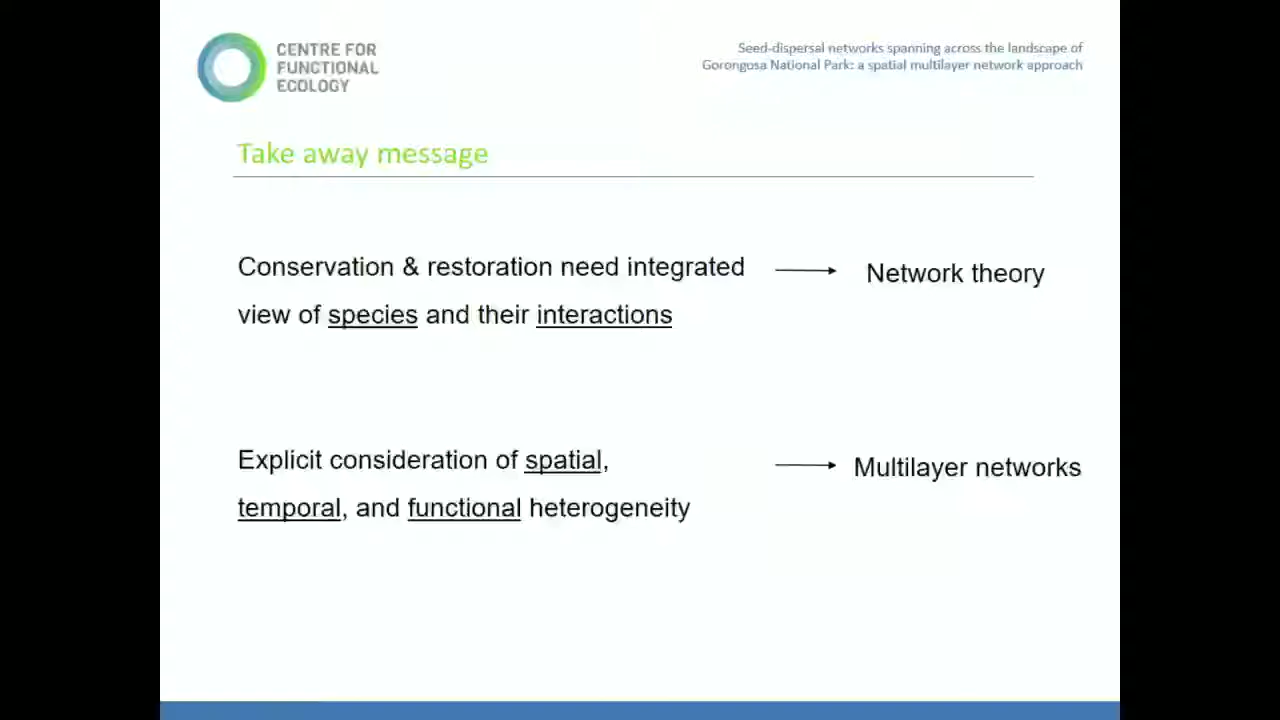 CENTRE FOR
FUNCTIONAL
ECOLOGY
Seed-dispersal networks spanning across the landscape of
Gorongosa National Park: a spatial multilayer network approach
Take away message
Conservation & restoration need integrated
view of species and their interactions
Network theory
Explicit consideration of spatial,
temporal, and functional heterogeneity
Multilayer networks